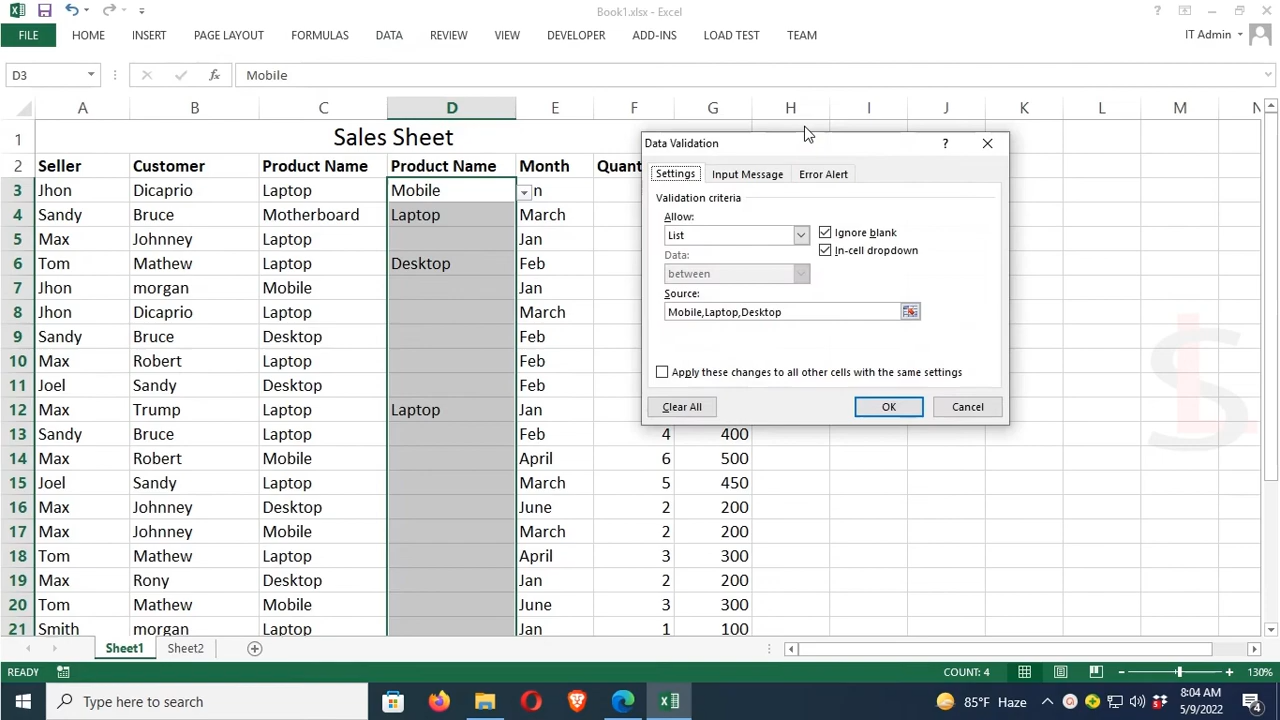 Book1.xlsx - Excel
FILE HOME INSERT PAGE LAYOUT FORMULAS DATA REVIEW VIEW DEVELOPER ADD-INS LOAD TEST TEAM IT Admin
D3 fx Mobile
A B C D E F G H I J K L M N
1 Sales Sheet
2 Seller Customer Product Name Product Name Month Quant
3 Jhon Dicaprio Laptop Mobile n
4 Sandy Bruce Motherboard Laptop March
5 Max Johnney Laptop Jan
6 Tom Mathew Laptop Desktop Feb
7 Jhon morgan Mobile Jan
8 Jhon Dicaprio Laptop March
9 Sandy Bruce Desktop Feb
10 Max Robert Laptop Feb
11 Joel Sandy Desktop Feb
12 Max Trump Laptop Laptop Jan
13 Sandy Bruce Laptop Feb 4 400
14 Max Robert Mobile April 6 500
15 Joel Sandy Laptop March 5 450
16 Max Johnney Desktop June 2 200
17 Max Johnney Mobile March 2 200
18 Tom Mathew Laptop April 3 300
19 Max Rony Desktop Jan 2 200
20 Tom Mathew Mobile June 3 300
21 Smith morgan Laptop Jan 1 100
Data Validation ?
Settings Input Message Error Alert
Validation criteria
Allow:
List Ignore blank
In-cell dropdown
Data:
between
Source:
Mobile,Laptop,Desktop
Apply these changes to all other cells with the same settings
Clear All OK Cancel
Sheet1 Sheet2
READY COUNT: 4 130%
Type here to search 85°F Haze 8:04 AM
5/9/2022 4